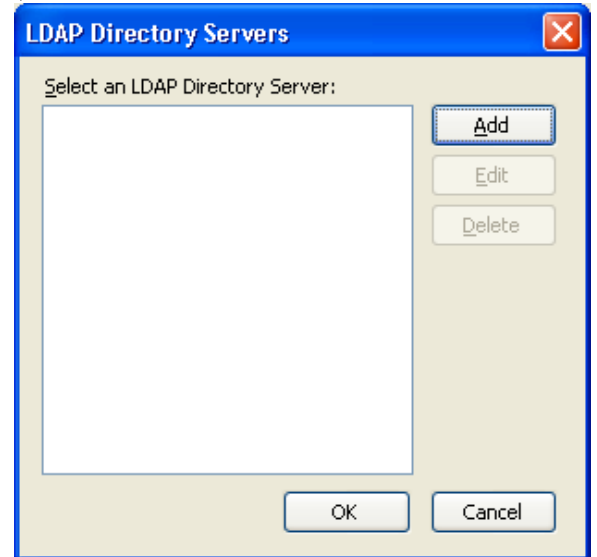 LDAP Directory Servers
Select an LDAP Directory Server:
Add
Edit
Delete
OK
Cancel